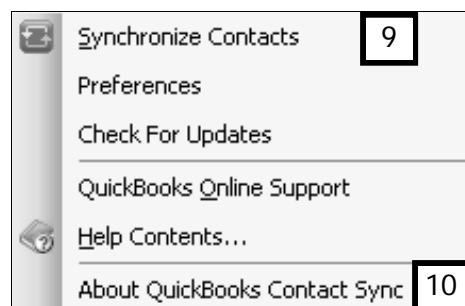 Synchronize Contacts 9
Preferences
Check For Updates
QuickBooks Online Support
Help Contents...
About QuickBooks Contact Sync 10